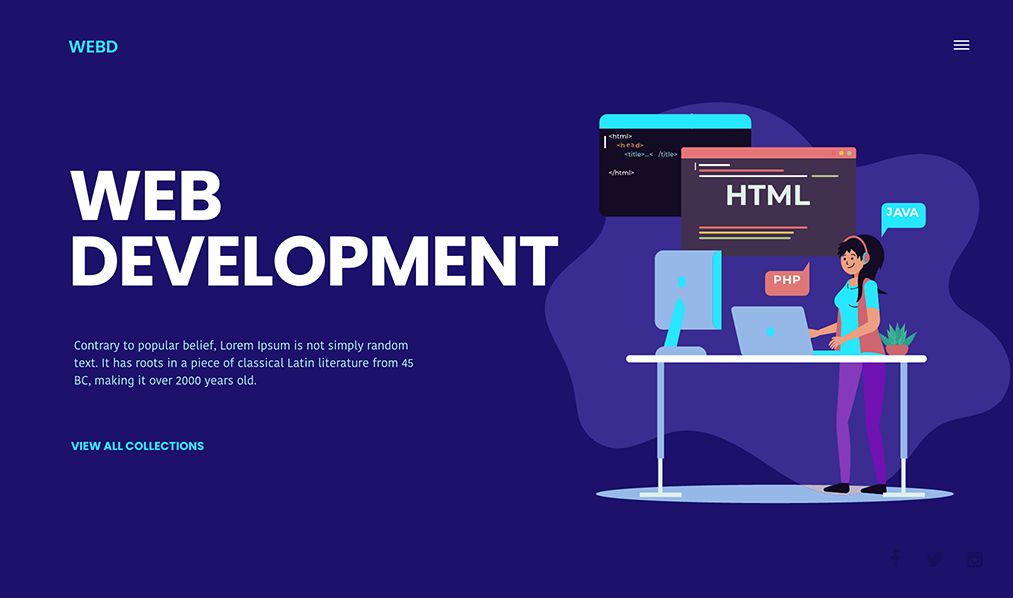 WEBD
WEB
DEVELOPMENT
Contrary to popular belief, Lorem Ipsum is not simply random
text. It has roots in a piece of classical Latin literature from 45
BC, making it over 2000 years old.
VIEW ALL COLLECTIONS
<html>
<head>
<title>...< /title>
</html>
HTML
JAVA
PHP